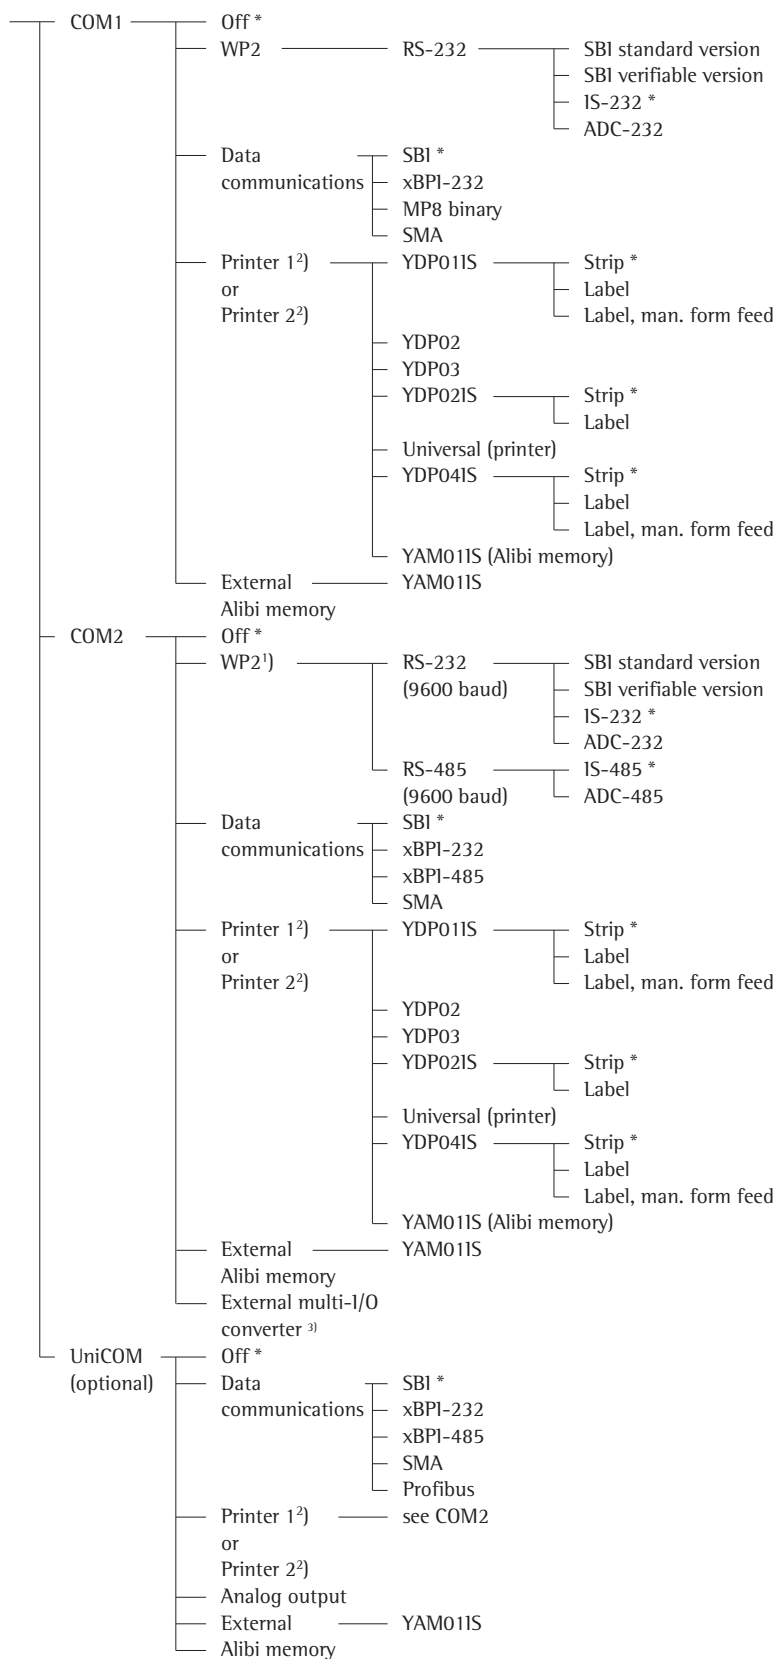 COM1 Off *
WP2 RS-232 SBI standard version
SBI verifiable version
IS-232 *
ADC-232
Data SBI *
communications xBPI-232
MP8 binary
SMA
Printer 1²) YDP01IS Strip *
or Label
Printer 2²) Label, man. form feed
YDP02
YDP03
YDP02IS Strip *
Label
Universal (printer)
YDP04IS Strip *
Label
Label, man. form feed
YAM01IS (Alibi memory)
External YAM01IS
Alibi memory
COM2 Off *
WP2¹) RS-232 SBI standard version
(9600 baud) SBI verifiable version
IS-232 *
ADC-232
RS-485 IS-485 *
(9600 baud) ADC-485
Data SBI *
communications xBPI-232
xBPI-485
SMA
Printer 1²) YDP01IS Strip *
or Label
Printer 2²) Label, man. form feed
YDP02
YDP03
YDP02IS Strip *
Label
Universal (printer)
YDP04IS Strip *
Label
Label, man. form feed
YAM01IS (Alibi memory)
External YAM01IS
Alibi memory
External multi-I/O
converter ³⁾
UniCOM Off *
(optional) Data SBI *
communications xBPI-232
xBPI-485
SMA
Profibus
Printer 1²) see COM2
or
Printer 2²)
Analog output
External YAM01IS
Alibi memory